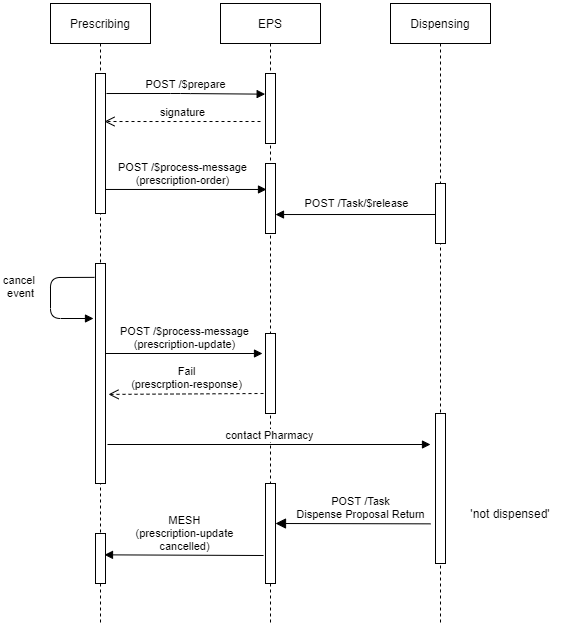 Prescribing
EPS
Dispensing
POST /$prepare
signature
POST /$process-message
(prescription-order)
POST /Task/$release
cancel
event
POST /$process-message
(prescription-update)
Fail
(prescrption-response)
contact Pharmacy
POST /Task
Dispense Proposal Return
'not dispensed'
MESH
(prescription-update
cancelled)